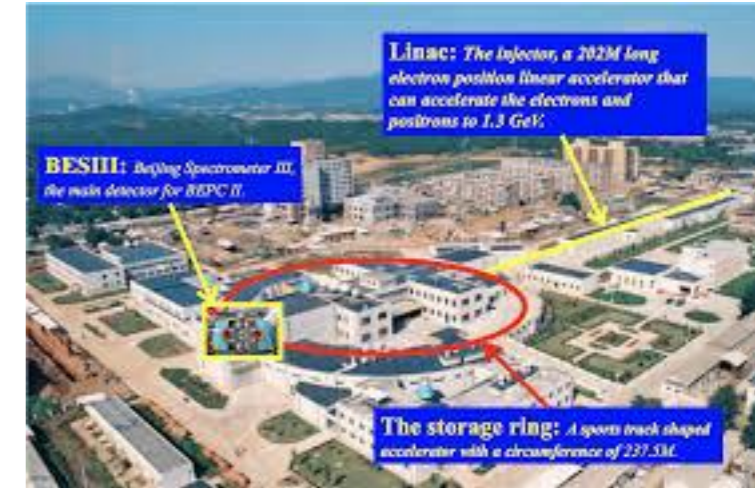 Linac: The injector, a 202M long
electron position linear accelerator that
can accelerate the electrons and
positrons to 1.3 GeV.
BESIII: Beijing Spectrometer III,
the main detector for BEPC II.
The storage ring: A sports track shaped
accelerator with a circumference of 237.5M.